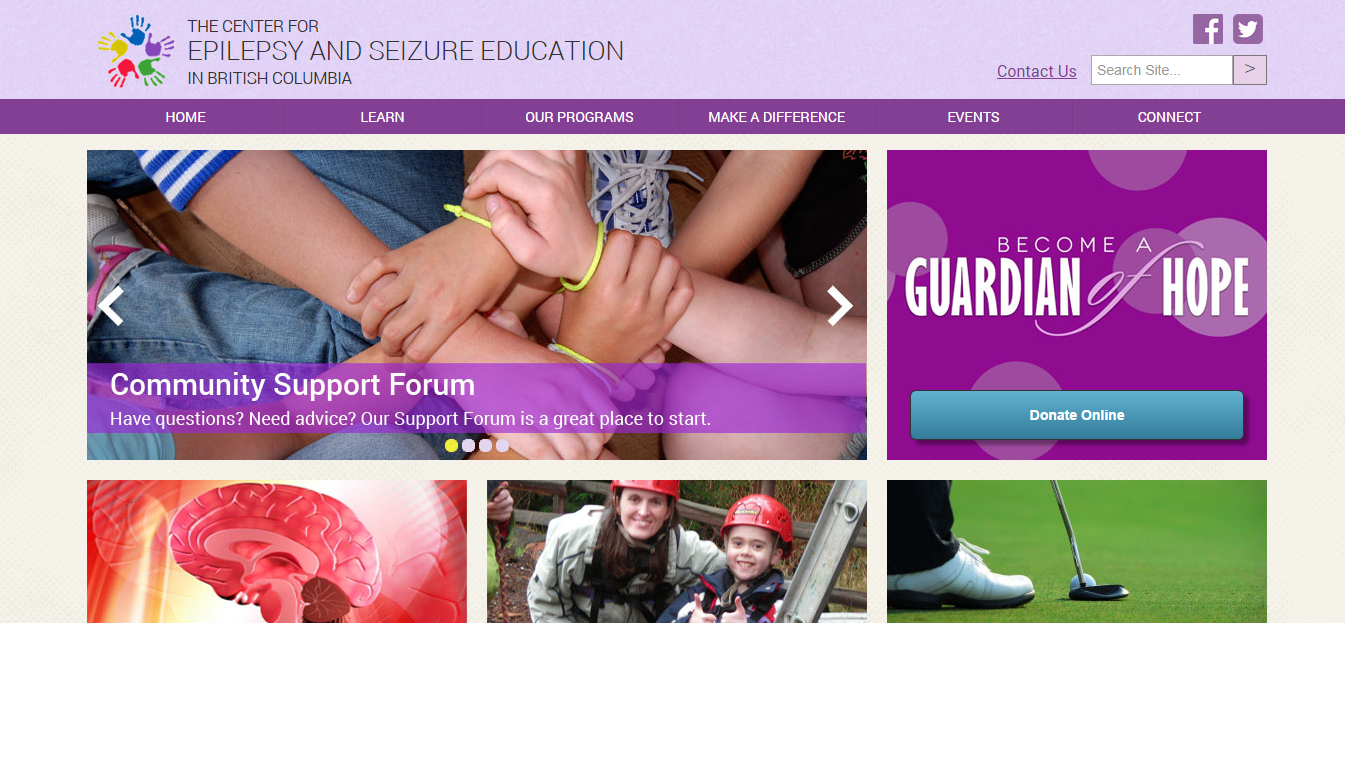 THE CENTER FOR
EPILEPSY AND SEIZURE EDUCATION
IN BRITISH COLUMBIA
Contact Us
Search Site...
>
HOME
LEARN
OUR PROGRAMS
MAKE A DIFFERENCE
EVENTS
CONNECT
BECOME A
GUARDIAN of HOPE
Community Support Forum
Have questions? Need advice? Our Support Forum is a great place to start.
Donate Online